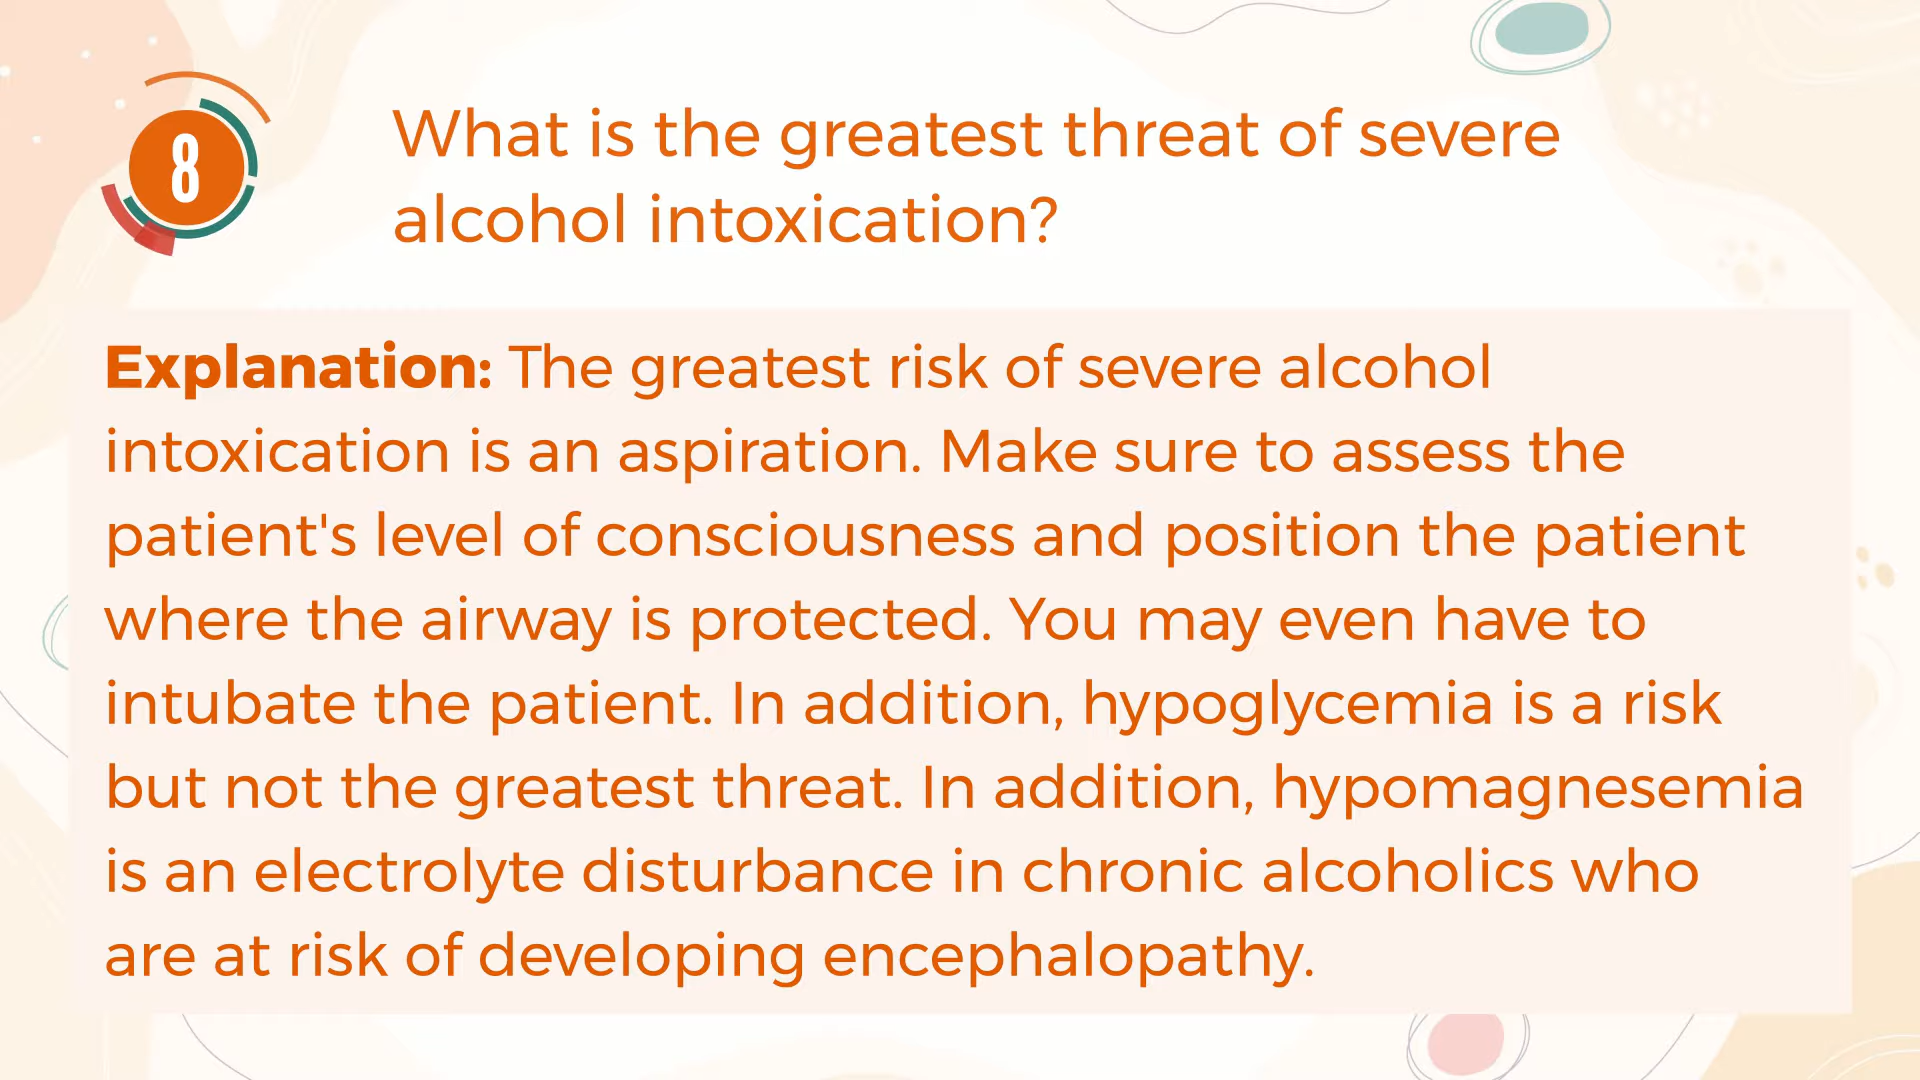 8
What is the greatest threat of severe
alcohol intoxication?
Explanation: The greatest risk of severe alcohol
intoxication is an aspiration. Make sure to assess the
patient's level of consciousness and position the patient
where the airway is protected. You may even have to
intubate the patient. In addition, hypoglycemia is a risk
but not the greatest threat. In addition, hypomagnesemia
is an electrolyte disturbance in chronic alcoholics who
are at risk of developing encephalopathy.